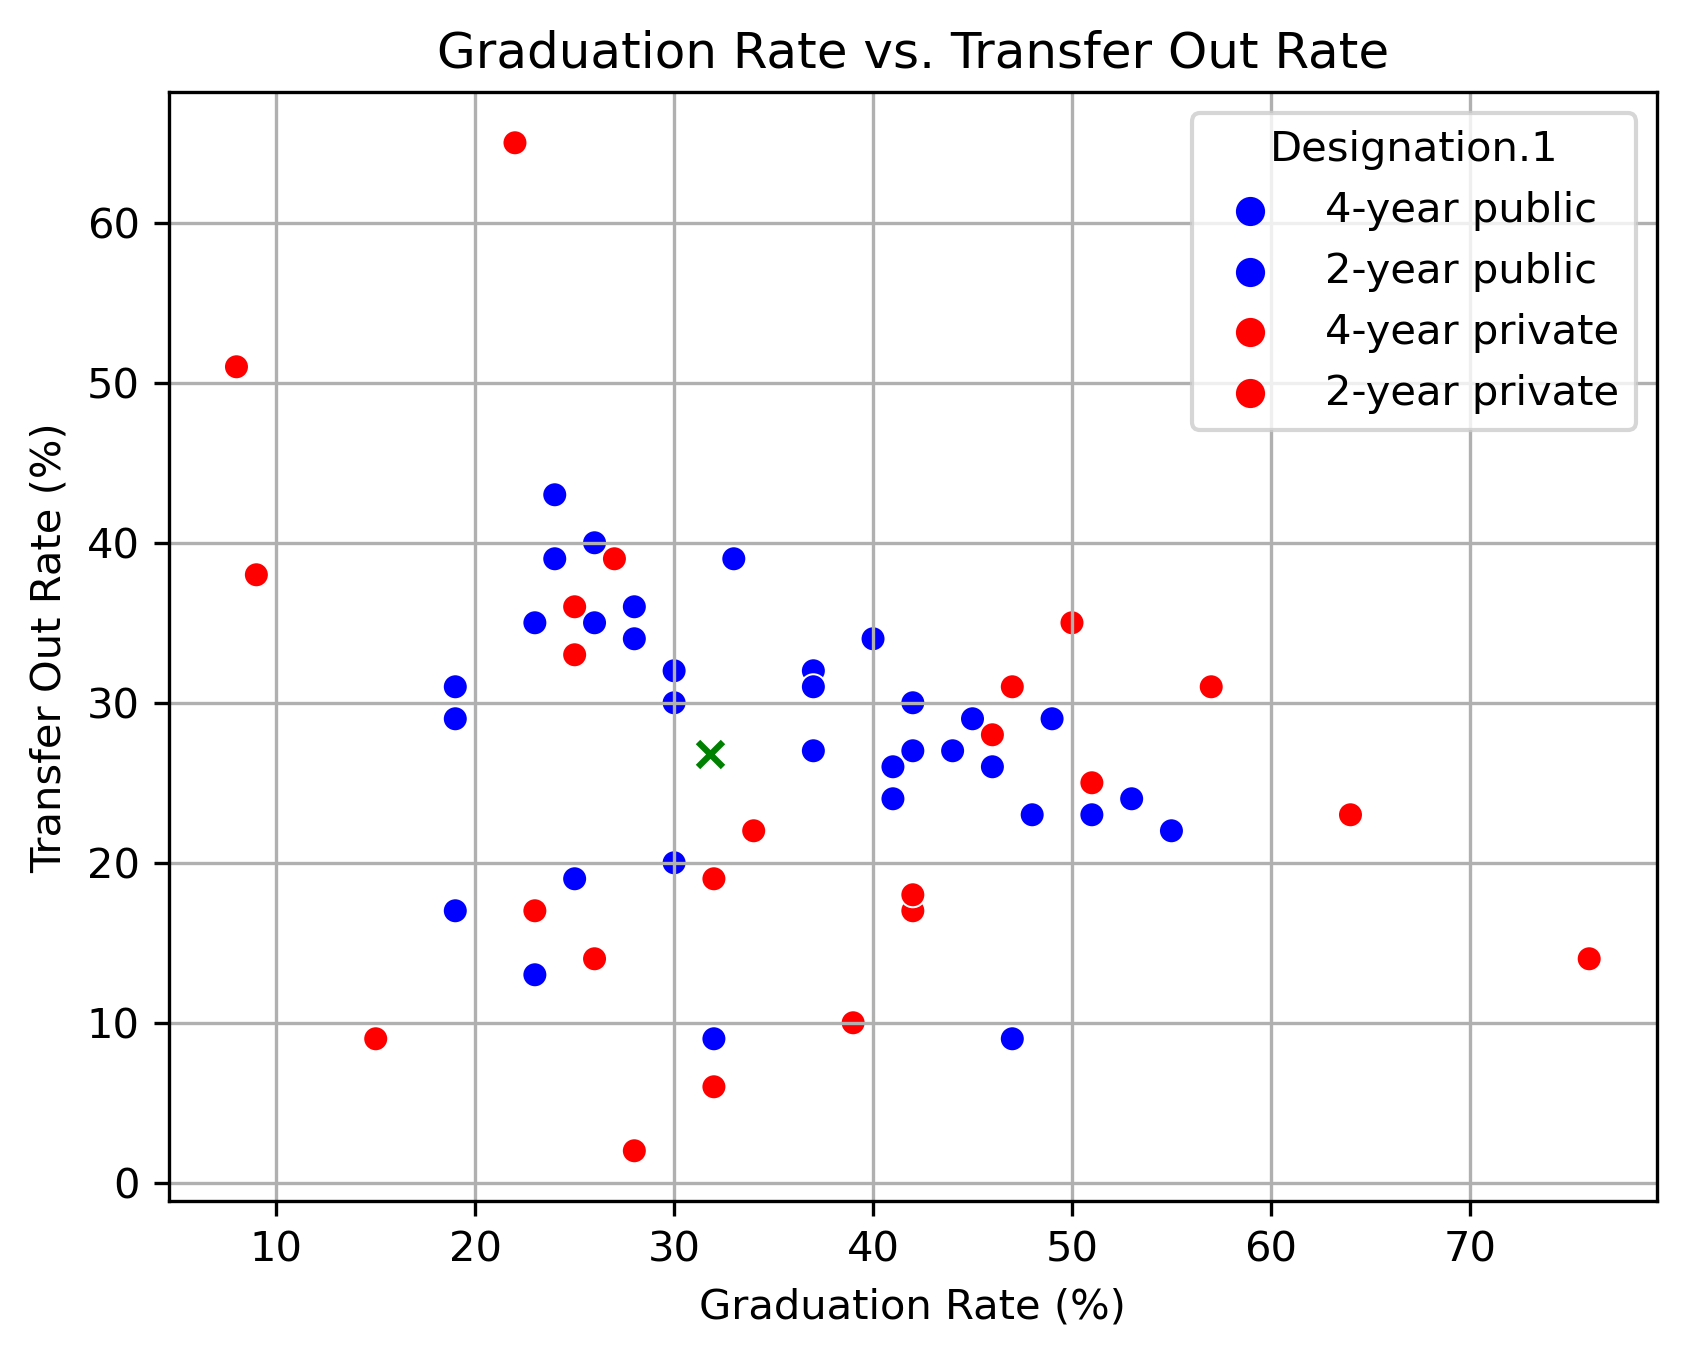 Graduation Rate vs. Transfer Out Rate
Designation.1
4-year public
2-year public
4-year private
2-year private
Transfer Out Rate (%)
60
50
40
30
20
10
0
10 20 30 40 50 60 70
Graduation Rate (%)